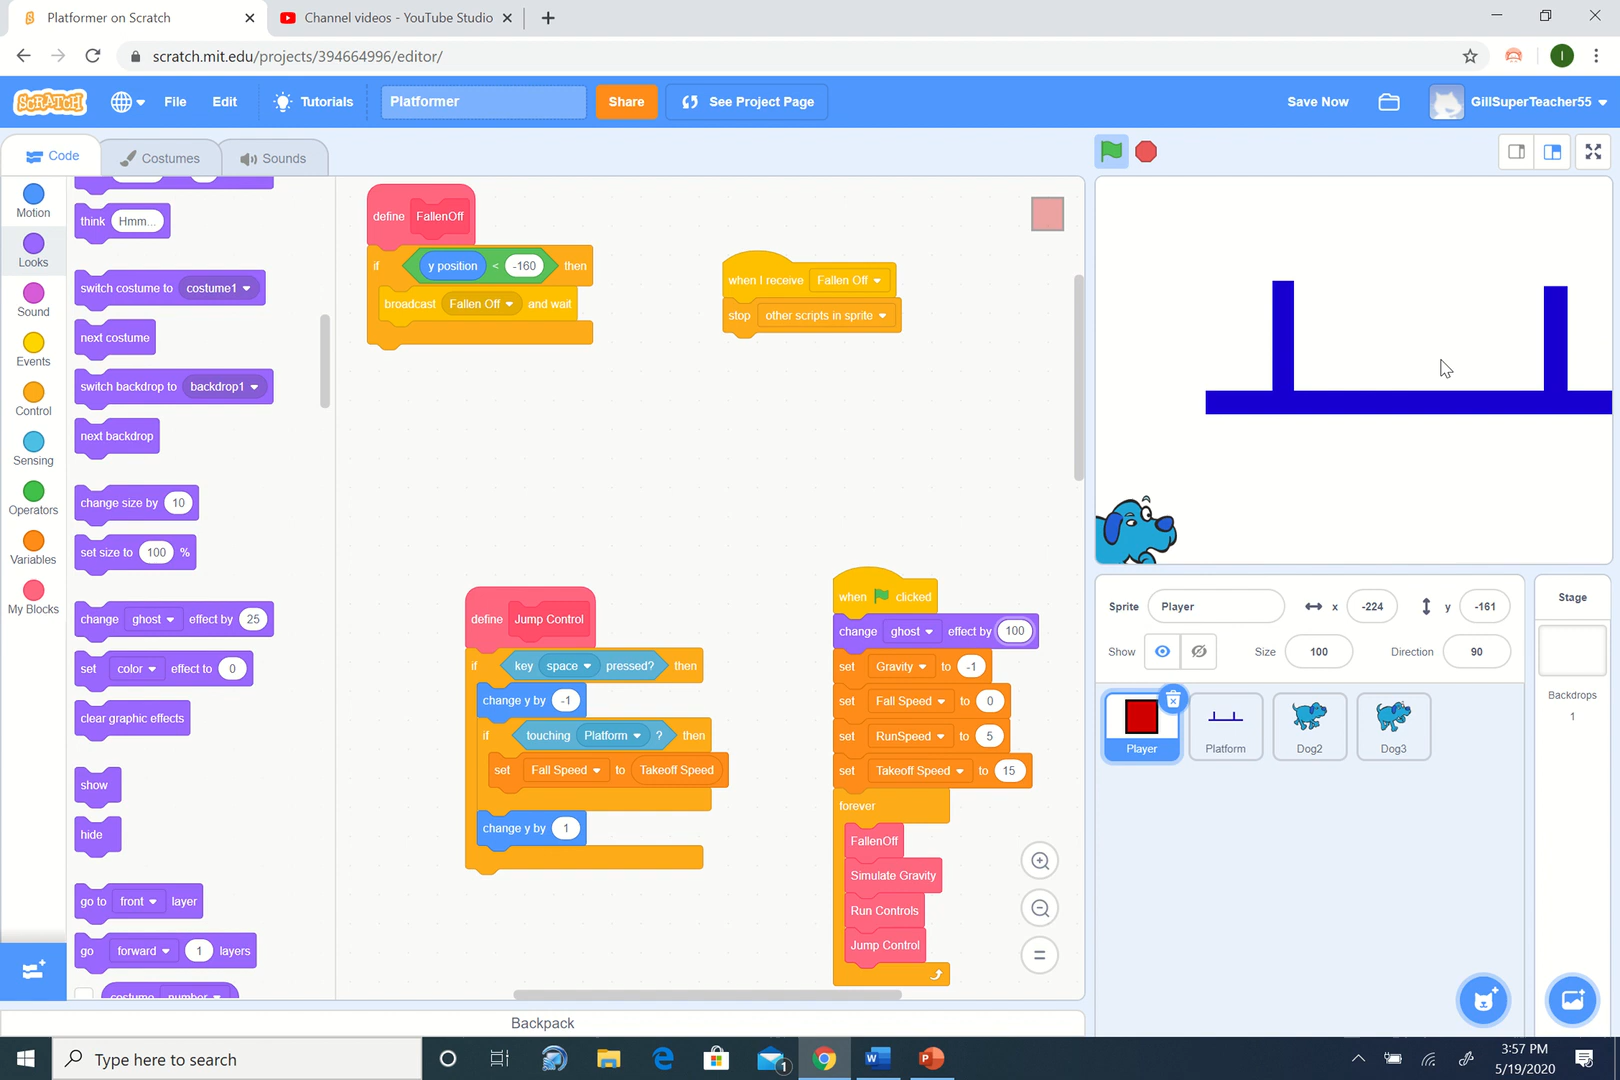 Platformer on Scratch
Channel videos - YouTube Studio
scratch.mit.edu/projects/394664996/editor/
I
SCRATCH
File
Edit
Tutorials
Platformer
Share
See Project Page
Save Now
GillSuperTeacher55
Code
Costumes
Sounds
Motion
Looks
Sound
Events
Control
Sensing
Operators
Variables
My Blocks
think Hmm...
switch costume to costume1
next costume
switch backdrop to backdrop1
next backdrop
change size by 10
set size to 100 %
change ghost effect by 25
set color effect to 0
clear graphic effects
show
hide
go to front layer
go forward 1 layers
costume number
define FallenOff
if y position < -160 then
broadcast Fallen Off and wait
when I receive Fallen Off
stop other scripts in sprite
define Jump Control
if key space pressed? then
change y by -1
if touching Platform ? then
set Fall Speed to Takeoff Speed
change y by 1
when clicked
change ghost effect by 100
set Gravity to -1
set Fall Speed to 0
set RunSpeed to 5
set Takeoff Speed to 15
forever
FallenOff
Simulate Gravity
Run Controls
Jump Control
Sprite Player x -224 y -161
Show Size 100 Direction 90
Player
Platform
Dog2
Dog3
Stage
Backdrops
1
Backpack
Type here to search
1
3:57 PM
5/19/2020